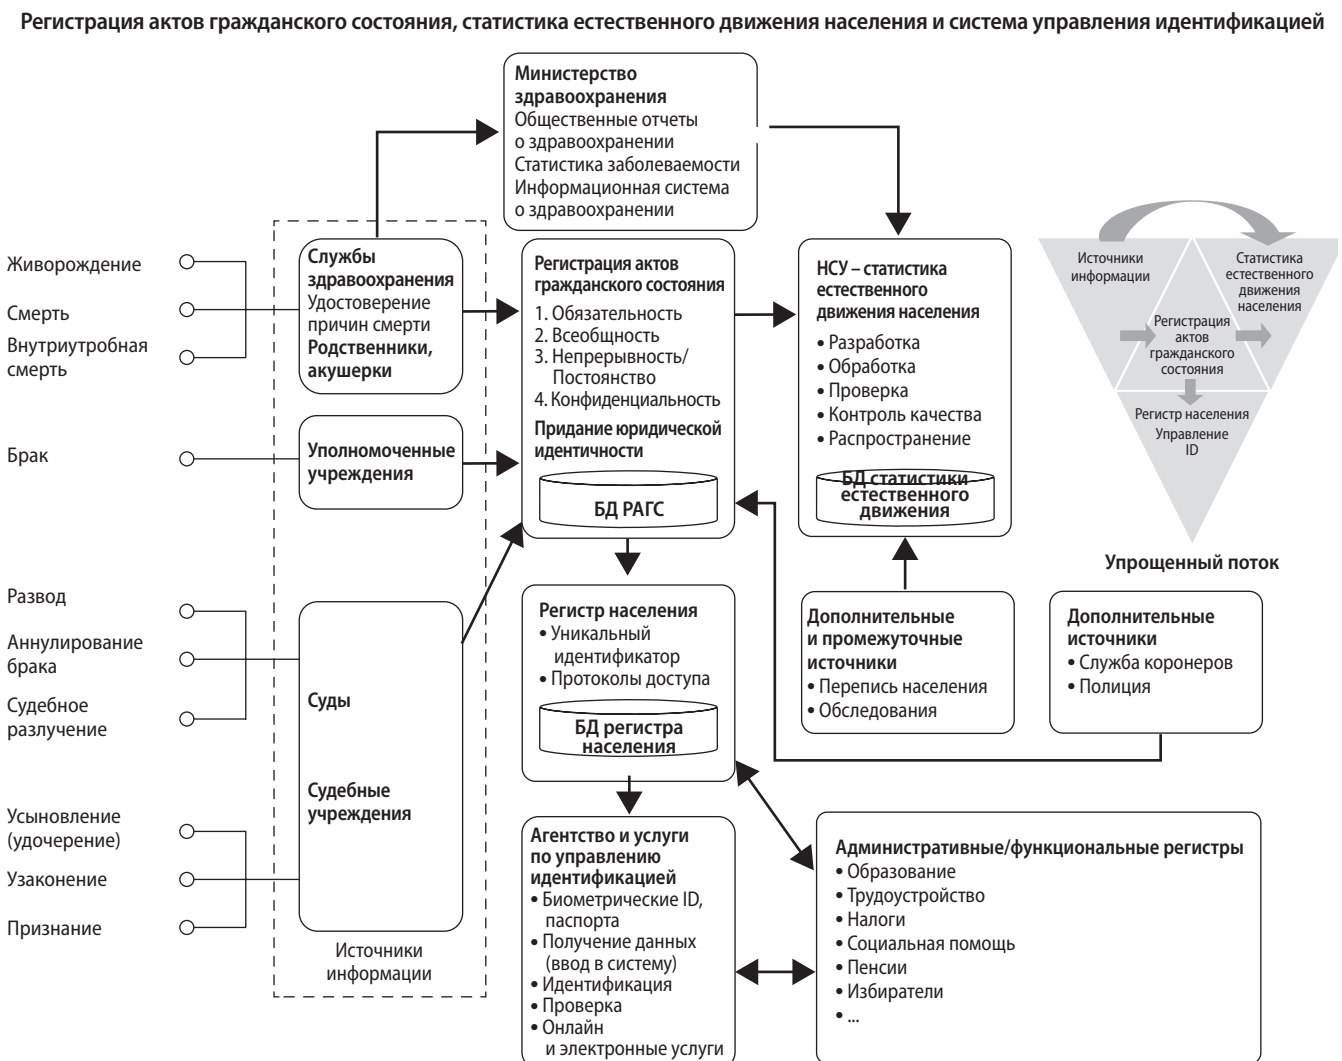 Регистрация актов гражданского состояния, статистика естественного движения населения и система управления идентификацией
Министерство
здравоохранения
Общественные отчеты
о здравоохранении
Статистика заболеваемости
Информационная система
о здравоохранении
Живорождение
Смерть
Внутриутробная
смерть
Брак
Развод
Аннулирование
брака
Судебное
разлучение
Усыновление
(удочерение)
Узаконение
Признание
Службы
здравоохранения
Удостоверение
причин смерти
Родственники,
акушерки
Уполномоченные
учреждения
Суды
Судебные
учреждения
Источники
информации
Регистрация актов
гражданского состояния
1. Обязательность
2. Всеобщность
3. Непрерывность/
Постоянство
4. Конфиденциальность
Придание юридической
идентичности
БД РАГС
Регистр населения
• Уникальный
идентификатор
• Протоколы доступа
БД регистра
населения
Агентство и услуги
по управлению
идентификацией
• Биометрические ID,
паспорта
• Получение данных
(ввод в систему)
• Идентификация
• Проверка
• Онлайн
и электронные услуги
НСУ – статистика
естественного
движения населения
• Разработка
• Обработка
• Проверка
• Контроль качества
• Распространение
БД статистики
естественного
движения
Дополнительные
и промежуточные
источники
• Перепись населения
• Обследования
Дополнительные
источники
• Служба коронеров
• Полиция
Административные/функциональные регистры
• Образование
• Трудоустройство
• Налоги
• Социальная помощь
• Пенсии
• Избиратели
• ...
Источники
информации
Статистика
естественного
движения
населения
Регистрация
актов
гражданского
состояния
Регистр населения
Управление
ID
Упрощенный поток